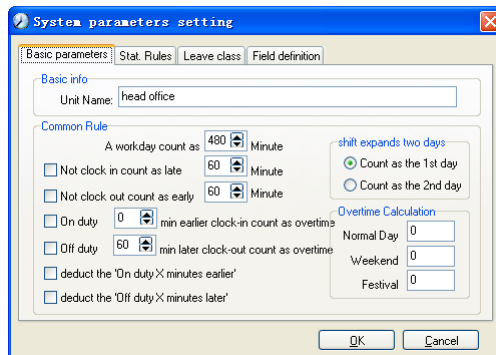 System parameters setting
Basic parameters Stat. Rules Leave class Field definition
Basic info
Unit Name: head office
Common Rule
A workday count as 480 Minute
Not clock in count as late 60 Minute
Not clock out count as early 60 Minute
On duty 0 min earlier clock-in count as overtime
Off duty 60 min later clock-out count as overtime
deduct the 'On duty X minutes earlier'
deduct the 'Off duty X minutes later'
shift expands two days
Count as the 1st day
Count as the 2nd day
Overtime Calculation
Normal Day 0
Weekend 0
Festival 0
OK Cancel